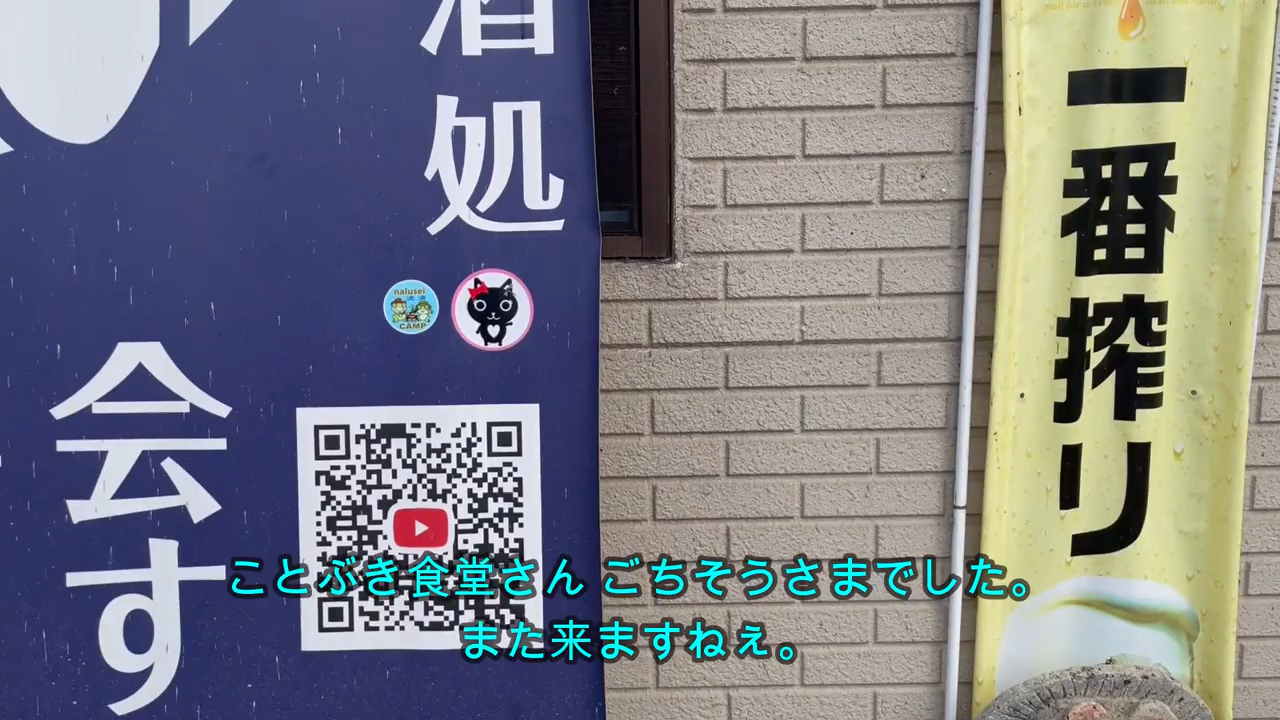 酒処
会す
nalusei
CAMP
一番搾り
ことぶき食堂さん ごちそうさまでした。
また来ますねぇ。